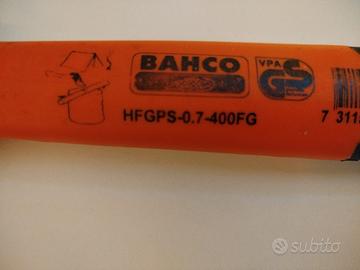 BAHCO
VPA
GS
HFGPS-0.7-400FG
7 311
subito